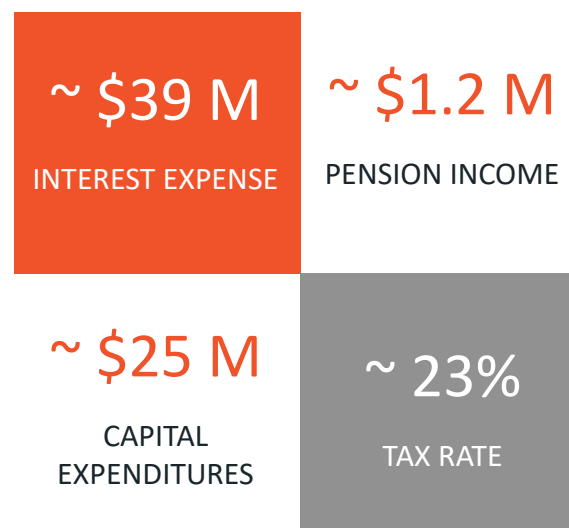 ~ $39 M
INTEREST EXPENSE
~ $1.2 M
PENSION INCOME
~ $25 M
CAPITAL
EXPENDITURES
~ 23%
TAX RATE